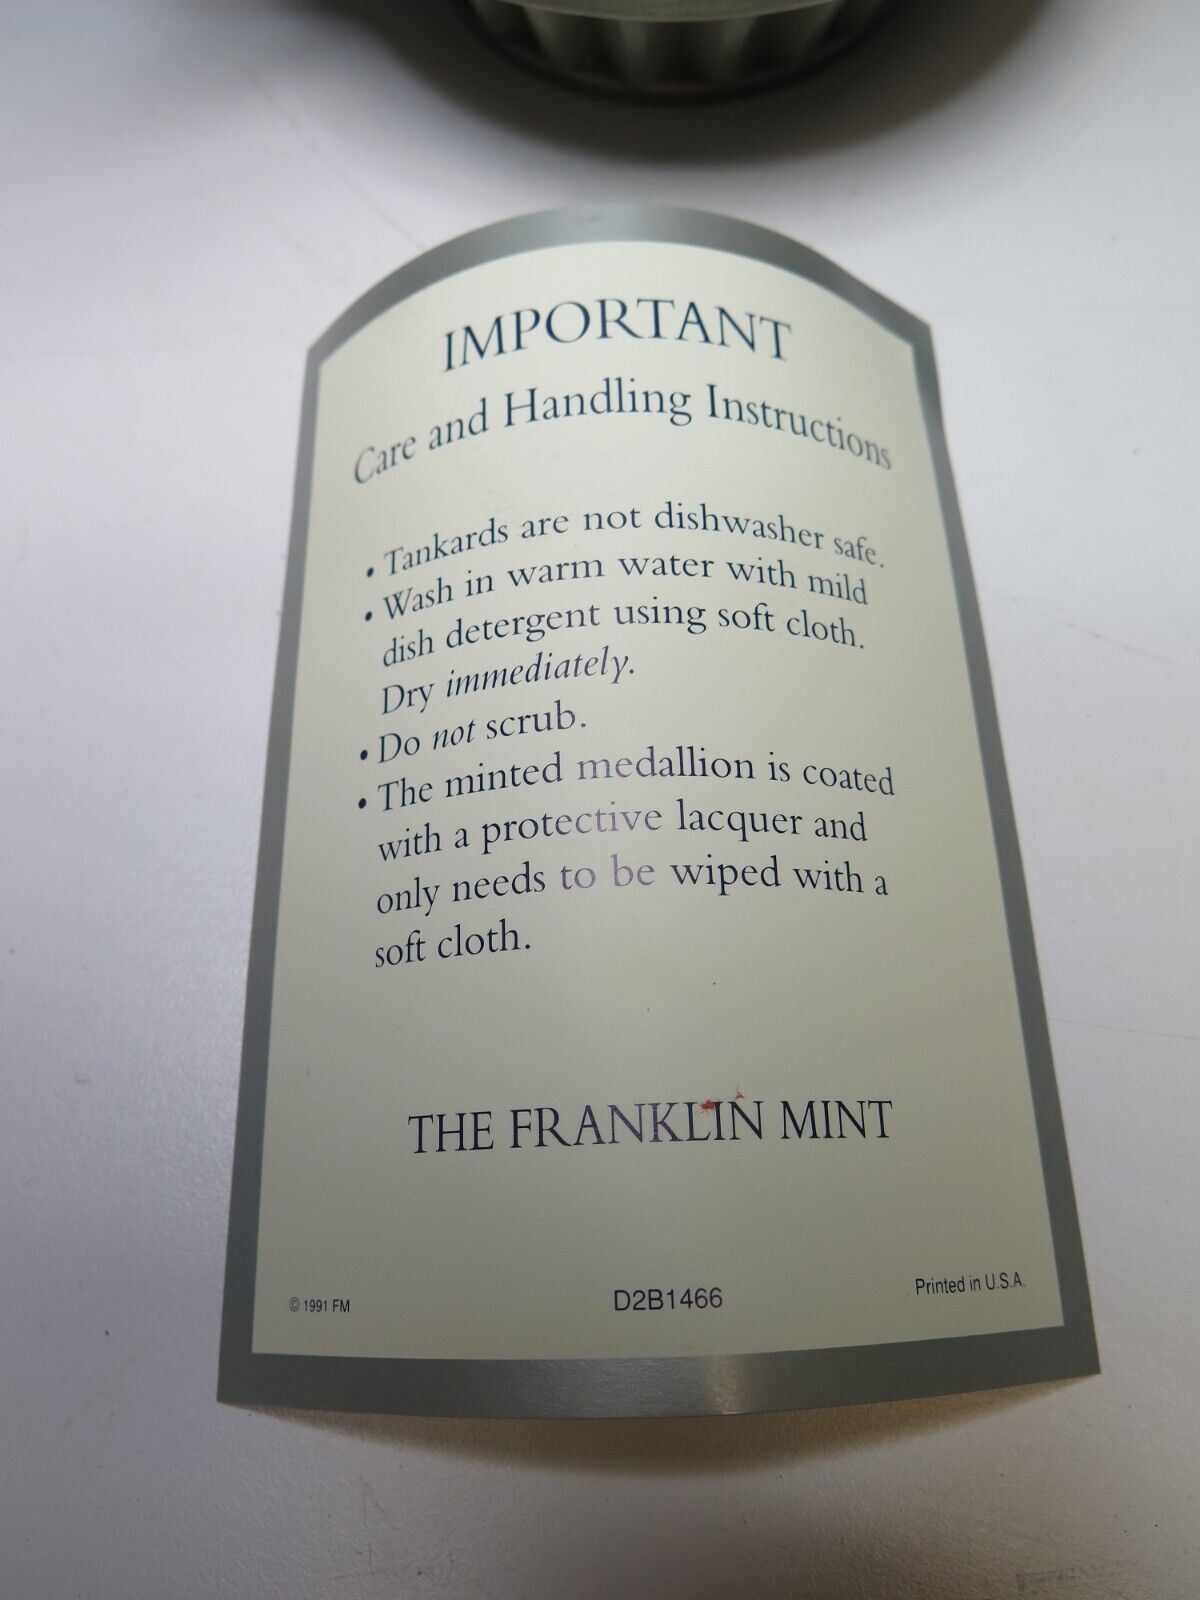 IMPORTANT
Care and Handling Instructions
• Tankards are not dishwasher safe.
• Wash in warm water with mild
dish detergent using soft cloth.
Dry immediately.
• Do not scrub.
• The minted medallion is coated
with a protective lacquer and
only needs to be wiped with a
soft cloth.
THE FRANKLIN MINT
© 1991 FM
D2B1466
Printed in U.S.A.